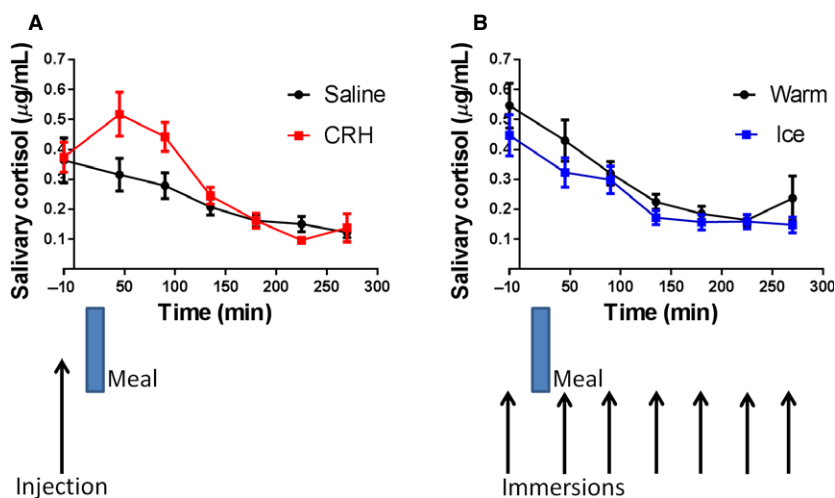 A
Salivary cortisol (µg/mL)
0.7
0.6
0.5
0.4
0.3
0.2
0.1
Saline
CRH
–10 50 100 150 200 250 300
Time (min)
Meal
Injection
B
Salivary cortisol (µg/mL)
0.7
0.6
0.5
0.4
0.3
0.2
0.1
Warm
Ice
–10 50 100 150 200 250 300
Time (min)
Meal
Immersions